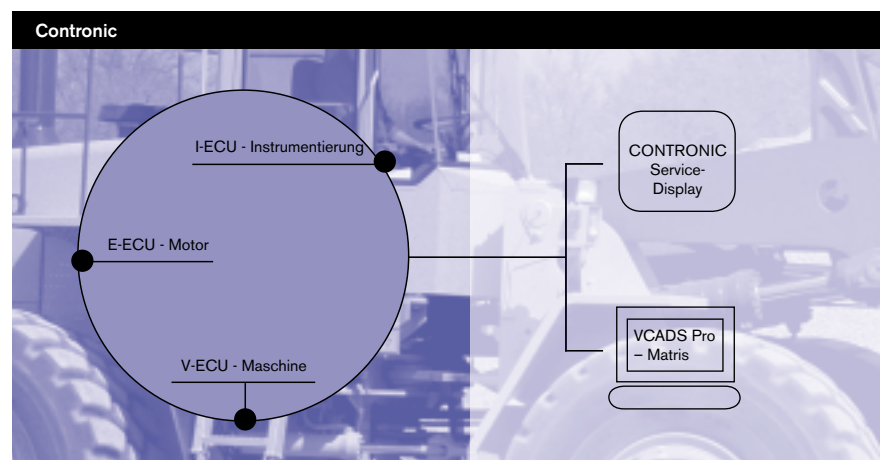 Contronic
I-ECU - Instrumentierung
E-ECU - Motor
V-ECU - Maschine
CONTRONIC
Service-
Display
VCADS Pro
– Matris